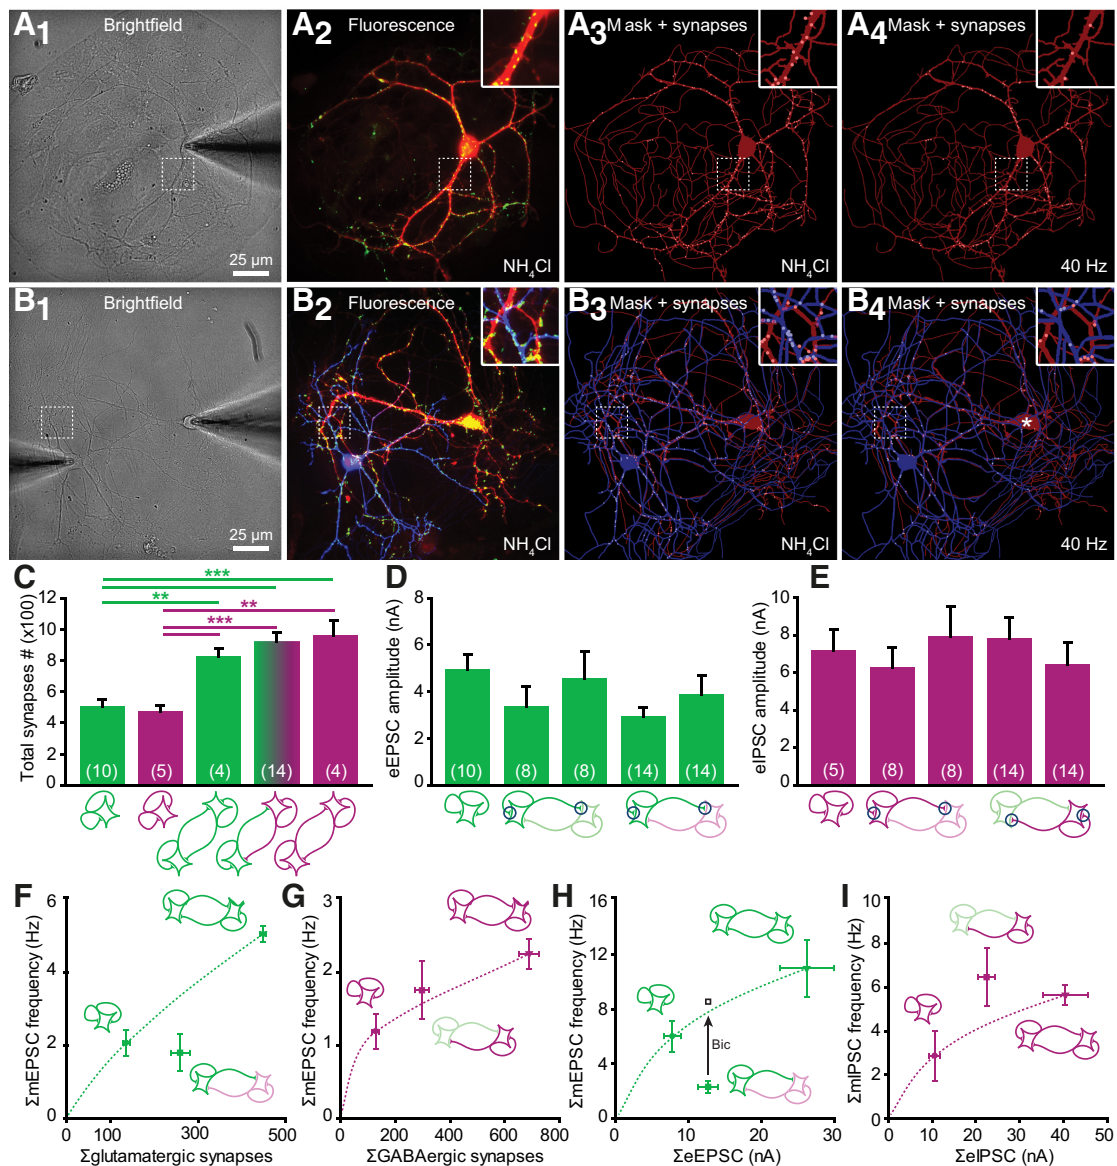 A1 Brightfield
25 µm
A2 Fluorescence
NH4Cl
A3 Mask + synapses
NH4Cl
A4 Mask + synapses
40 Hz
B1 Brightfield
25 µm
B2 Fluorescence
NH4Cl
B3 Mask + synapses
NH4Cl
B4 Mask + synapses
*
40 Hz
C
Total synapses # (x100)
12
10
8
6
4
2
0
***
**
**
***
(10) (5) (4) (14) (4)
D
eEPSC amplitude (nA)
8
6
4
2
0
(10) (8) (8) (14) (14)
E
eIPSC amplitude (nA)
10
8
6
4
2
0
(5) (8) (8) (14) (14)
F
ΣmEPSC frequency (Hz)
6
4
2
0
0 300 500
Σglutamatergic synapses
G
ΣmEPSC frequency (Hz)
3
2
1
0
0 200 400 600 800
ΣGABAergic synapses
H
ΣmEPSC frequency (Hz)
16
12
8
4
0
Bic
0 10 20 30
ΣeEPSC (nA)
I
ΣmIPSC frequency (Hz)
10
8
6
4
2
0
0 10 20 30 40 50
ΣeIPSC (nA)